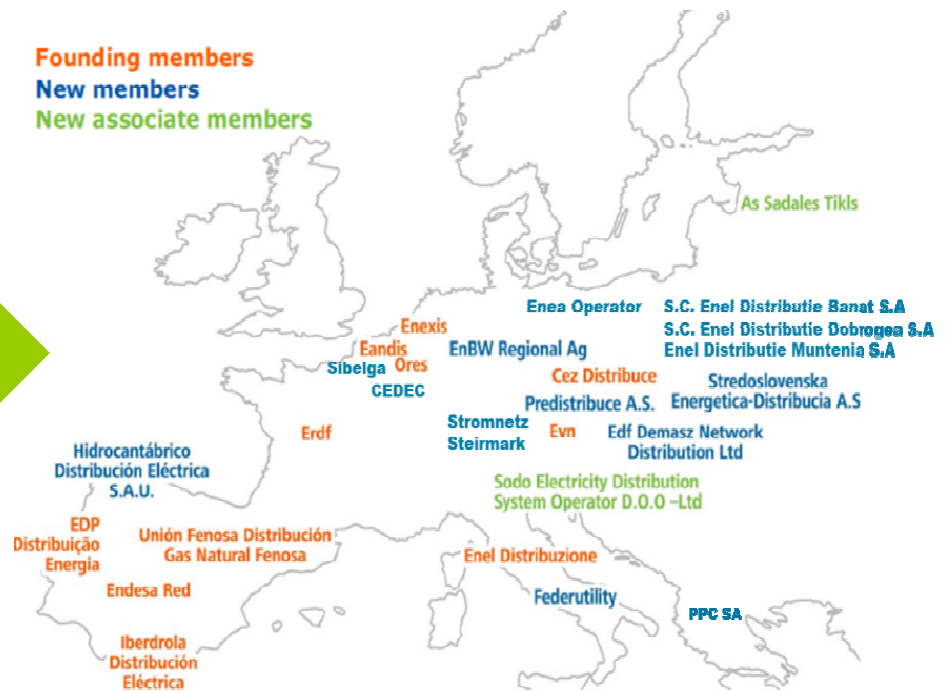 Founding members
New members
New associate members
As Sadales Tikls
Enea Operator
S.C. Enel Distributie Banat S.A
S.C. Enel Distributie Dobrogea S.A
Enel Distributie Muntenia S.A
Enexis
Eandis
EnBW Regional Ag
Sibelga
Ores
CEDEC
Cez Distribuce
Stredoslovenska
Energetica-Distribucia A.S
Predistribuce A.S.
Stromnetz
Steirmark
Evn
Edf Demasz Network
Distribution Ltd
Erdf
Hidrocantábrico
Distribución Eléctrica
S.A.U.
Sodo Electricity Distribution
System Operator D.O.O –Ltd
EDP
Distribuição
Energia
Unión Fenosa Distribución
Gas Natural Fenosa
Enel Distribuzione
Endesa Red
Federutility
PPC SA
Iberdrola
Distribución
Eléctrica